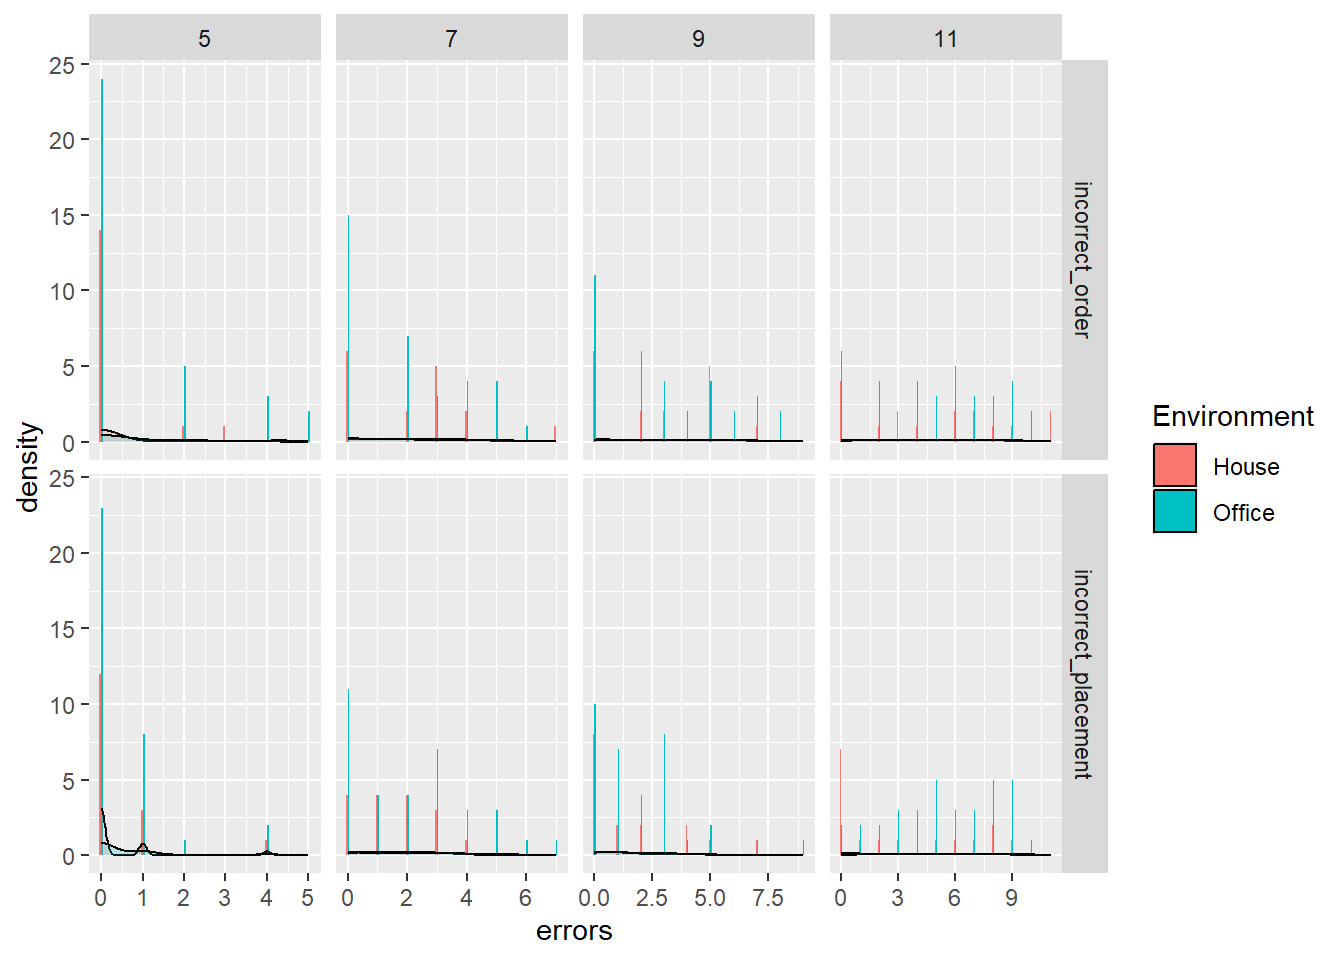 5 7 9 11
25
20
15
10
5
0
incorrect_order
25
20
15
10
5
0
incorrect_placement
density
0 1 2 3 4 5 0 2 4 6 0.0 2.5 5.0 7.5 0 3 6 9
errors
Environment
House
Office